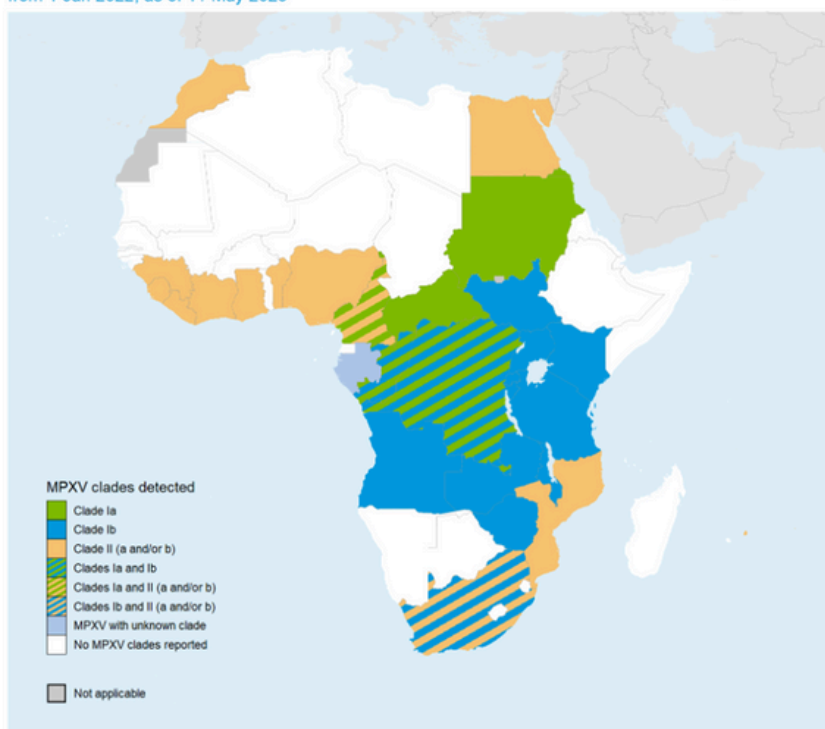 MPXV clades detected
Clade Ia
Clade Ib
Clade II (a and/or b)
Clades Ia and Ib
Clades Ia and II (a and/or b)
Clades Ib and II (a and/or b)
MPXV with unknown clade
No MPXV clades reported
Not applicable